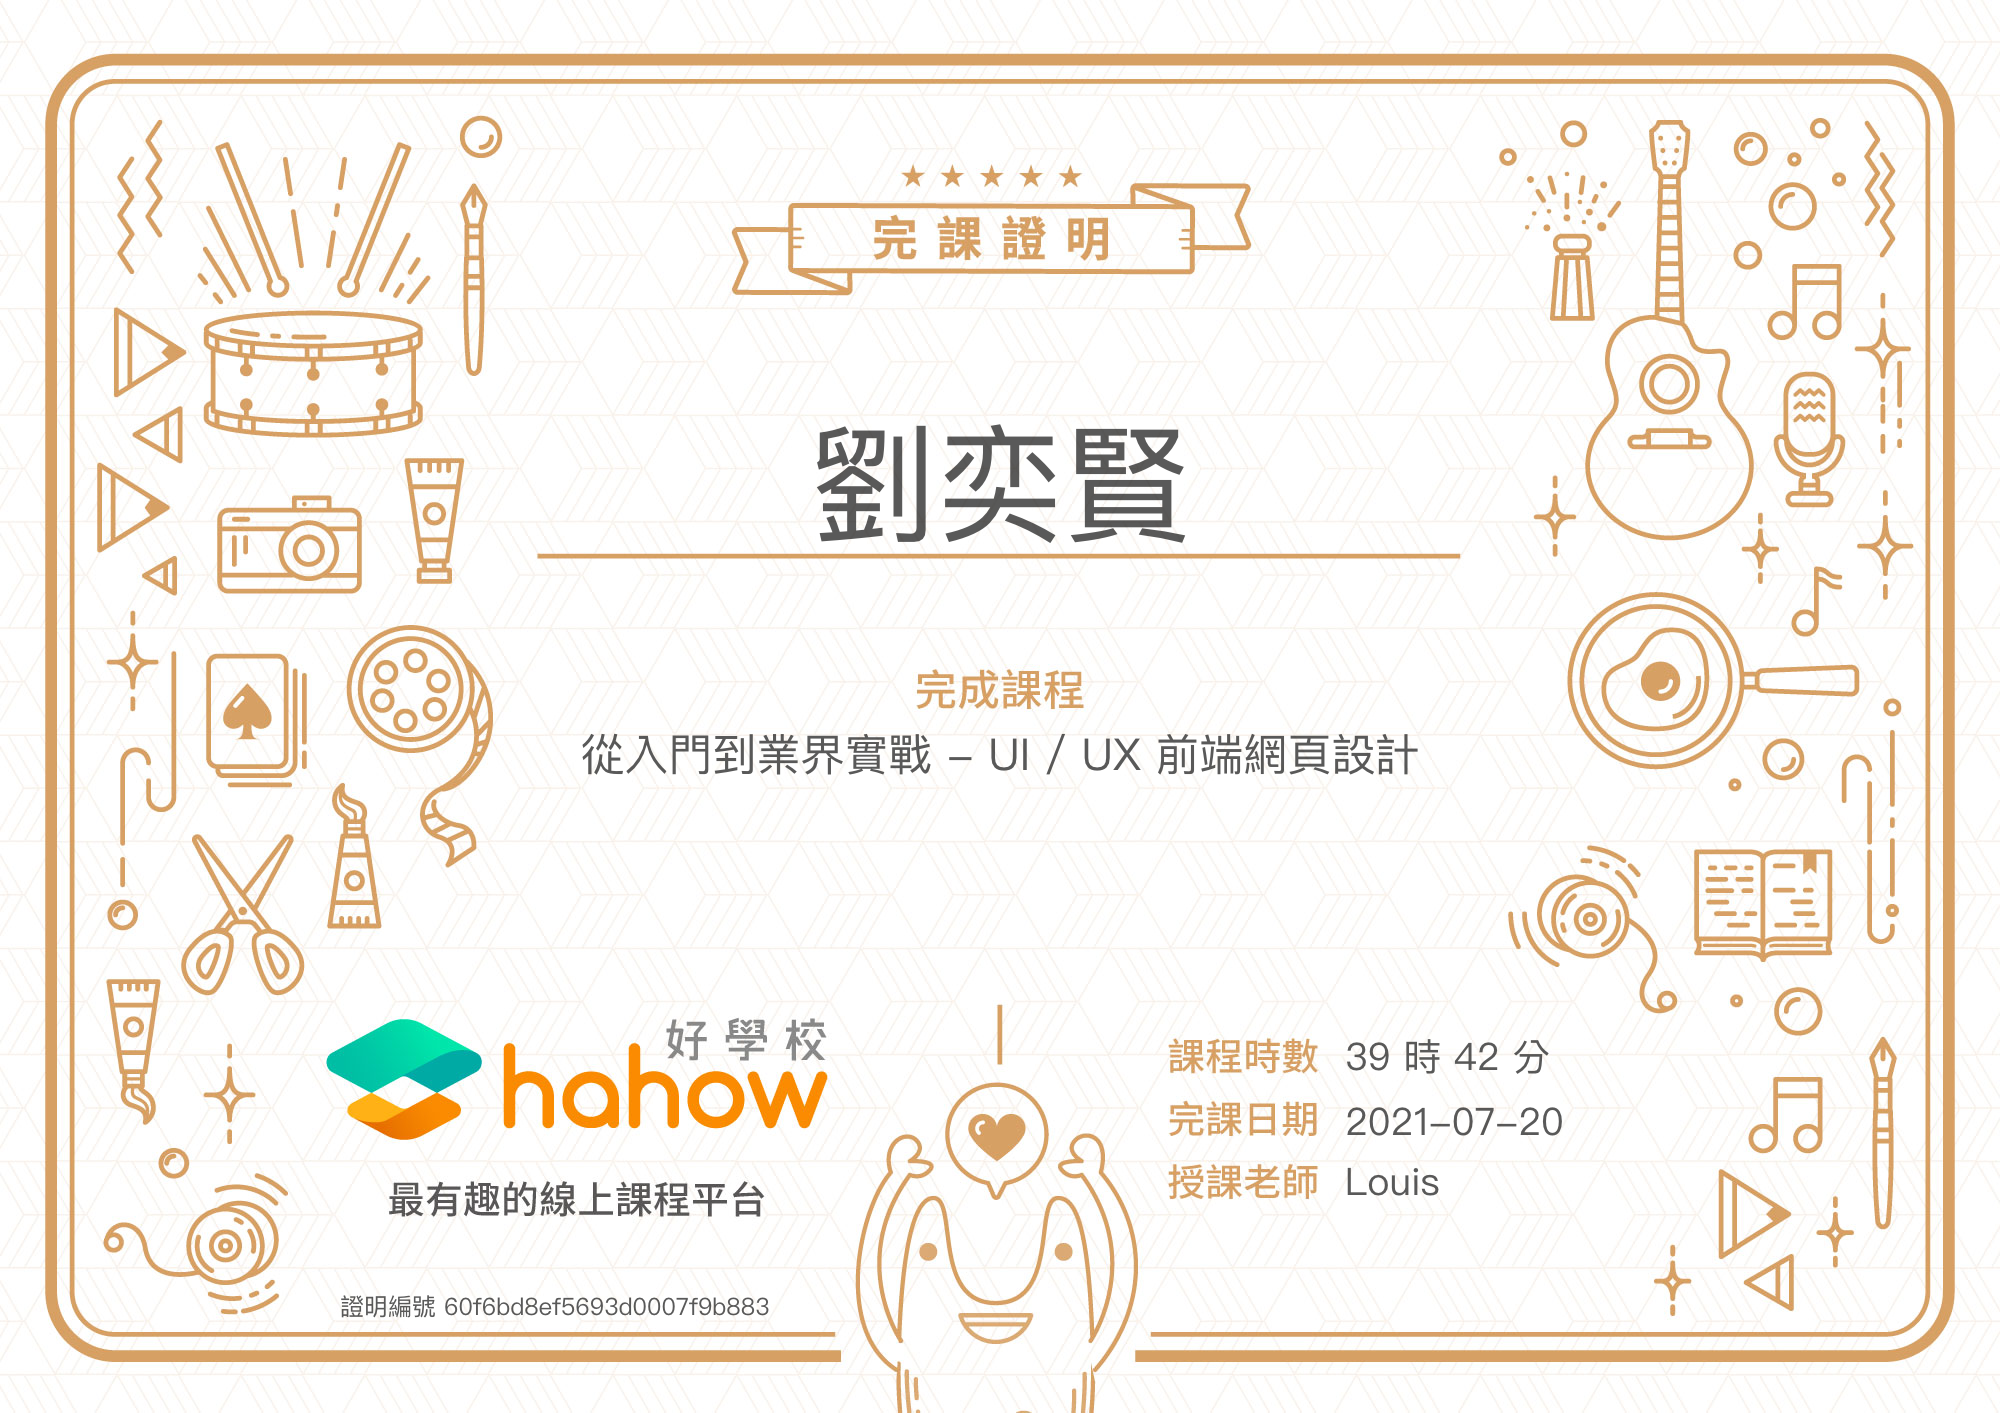 完課證明
劉奕賢
完成課程
從入門到業界實戰 – UI / UX 前端網頁設計
好學校
hahow
最有趣的線上課程平台
證明編號 60f6bd8ef5693d0007f9b883
課程時數 39 時 42 分
完課日期 2021–07–20
授課老師 Louis